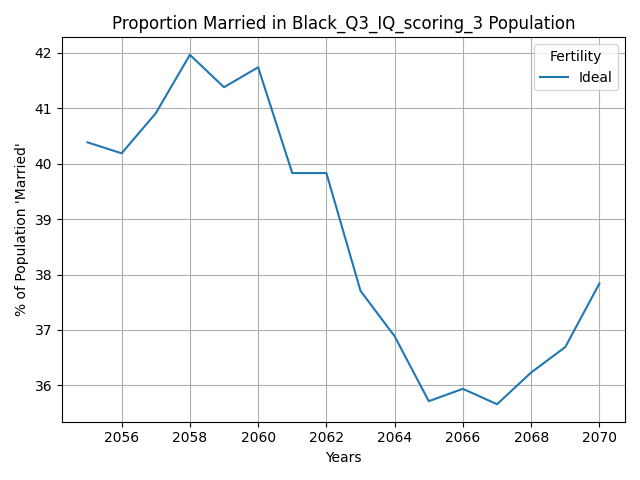 Proportion Married in Black_Q3_IQ_scoring_3 Population
Fertility
Ideal
% of Population 'Married'
42
41
40
39
38
37
36
2056 2058 2060 2062 2064 2066 2068 2070
Years